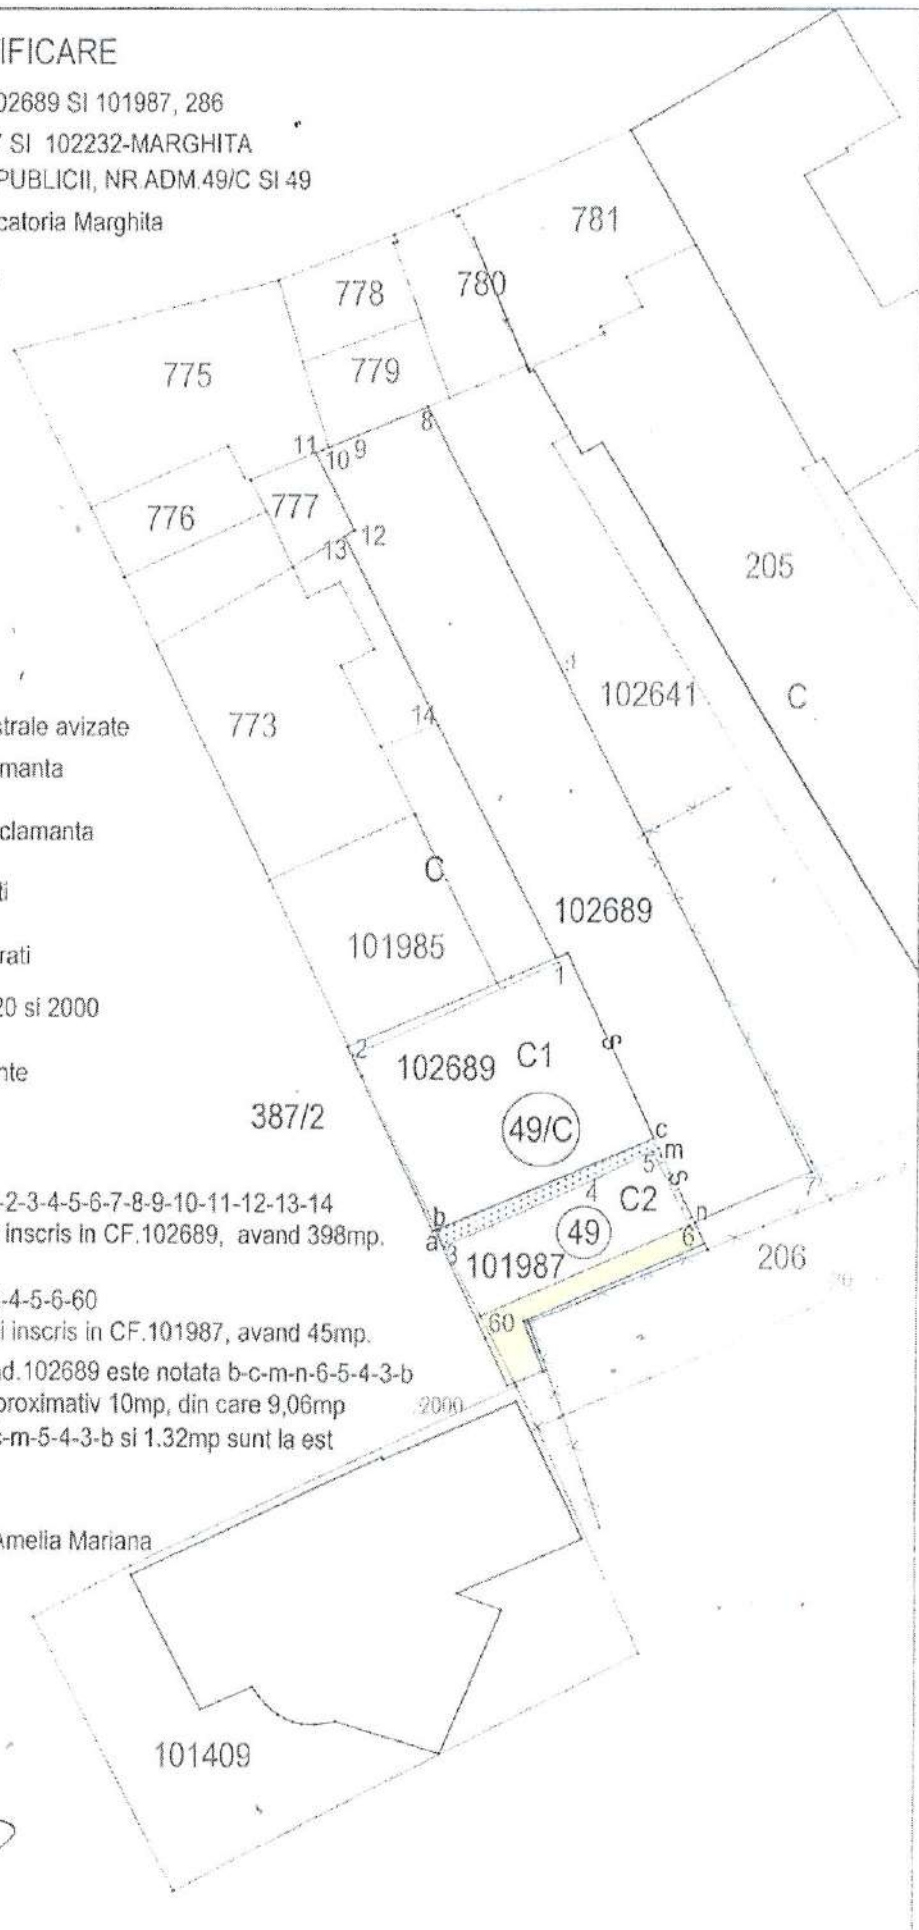 IFICARE
02689 SI 101987, 286
SI 102232-MARGHITA
PUBLICII, NR.ADM.49/C SI 49
catoria Marghita
781
778
780
775
779
8
11
10
9
776
777
12
13
205
102641
C
14
773
strale avizate
manta
clamanta
C
ti
102689
101985
rati
1
20 si 2000
2
C1
102689
nte
387/2
49/C
c
m
5
S
S
4
C2
7
-2-3-4-5-6-7-8-9-10-11-12-13-14
b
n
inscris in CF.102689, avand 398mp.
a
3
49
6
101987
206
20
-4-5-6-60
60
i inscris in CF.101987, avand 45mp.
ad.102689 este notata b-c-m-n-6-5-4-3-b
proximativ 10mp, din care 9,06mp
2000
c-m-5-4-3-b si 1.32mp sunt la est
Amelia Mariana
101409